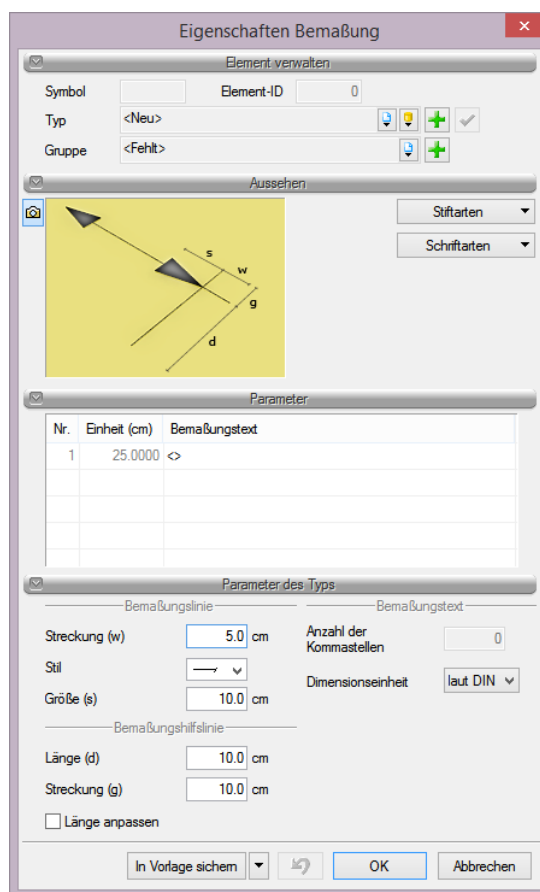 Eigenschaften Bemaßung
Element verwalten
Symbol Element-ID 0
Typ <Neu>
Gruppe <Fehlt>
Aussehen
Stiftarten
Schriftarten
s
w
g
d
Parameter
Nr. Einheit (cm) Bemaßungstext
1 25.0000 <>
Parameter des Typs
Bemaßungslinie
Streckung (w) 5.0 cm
Stil
Größe (s) 10.0 cm
Bemaßungshilfslinie
Länge (d) 10.0 cm
Streckung (g) 10.0 cm
Länge anpassen
Bemaßungstext
Anzahl der
Kommastellen 0
Dimensionseinheit laut DIN
In Vorlage sichern OK Abbrechen